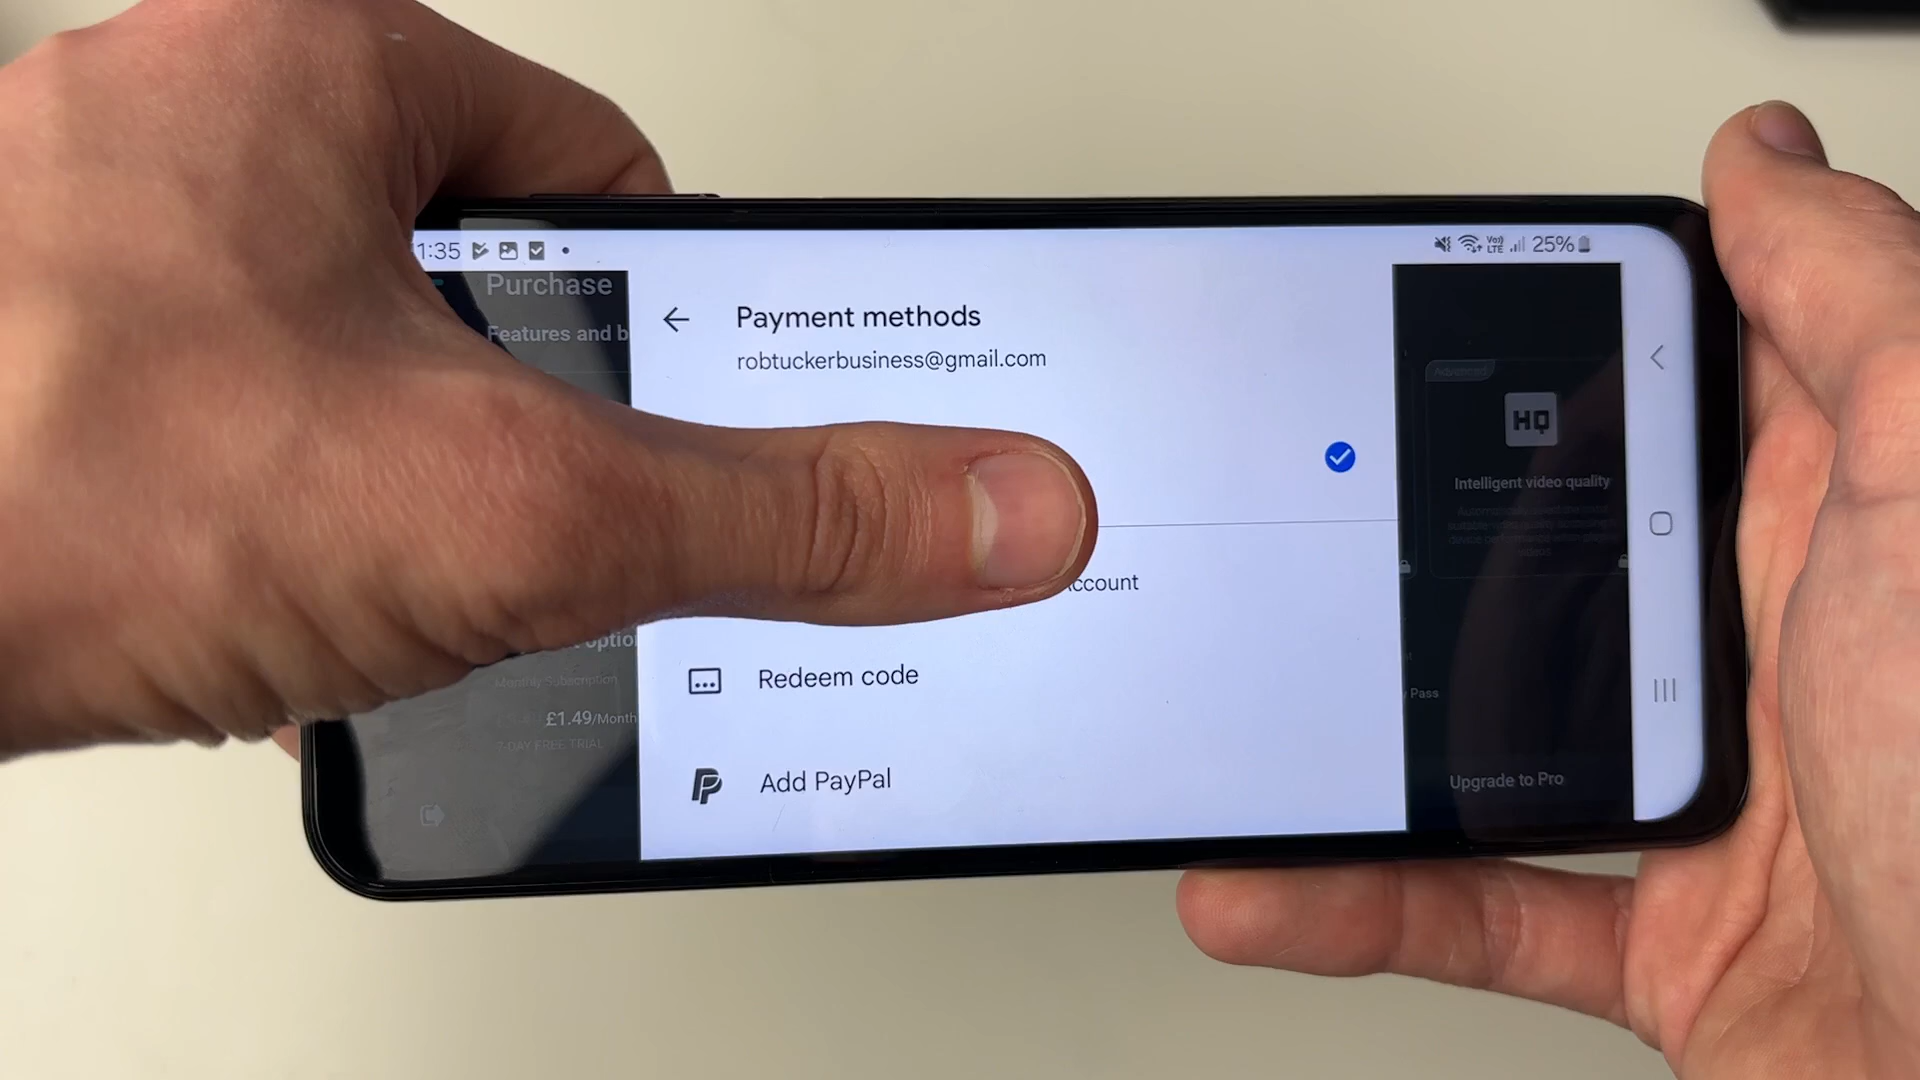 1:35
25%
Purchase
Features and b
Payment methods
robtuckerbusiness@gmail.com
Advanced
HQ
Intelligent video quality
ccount
Redeem code
Monthly Subscription
£1.49/Month
7-DAY FREE TRIAL
Pass
Add PayPal
Upgrade to Pro